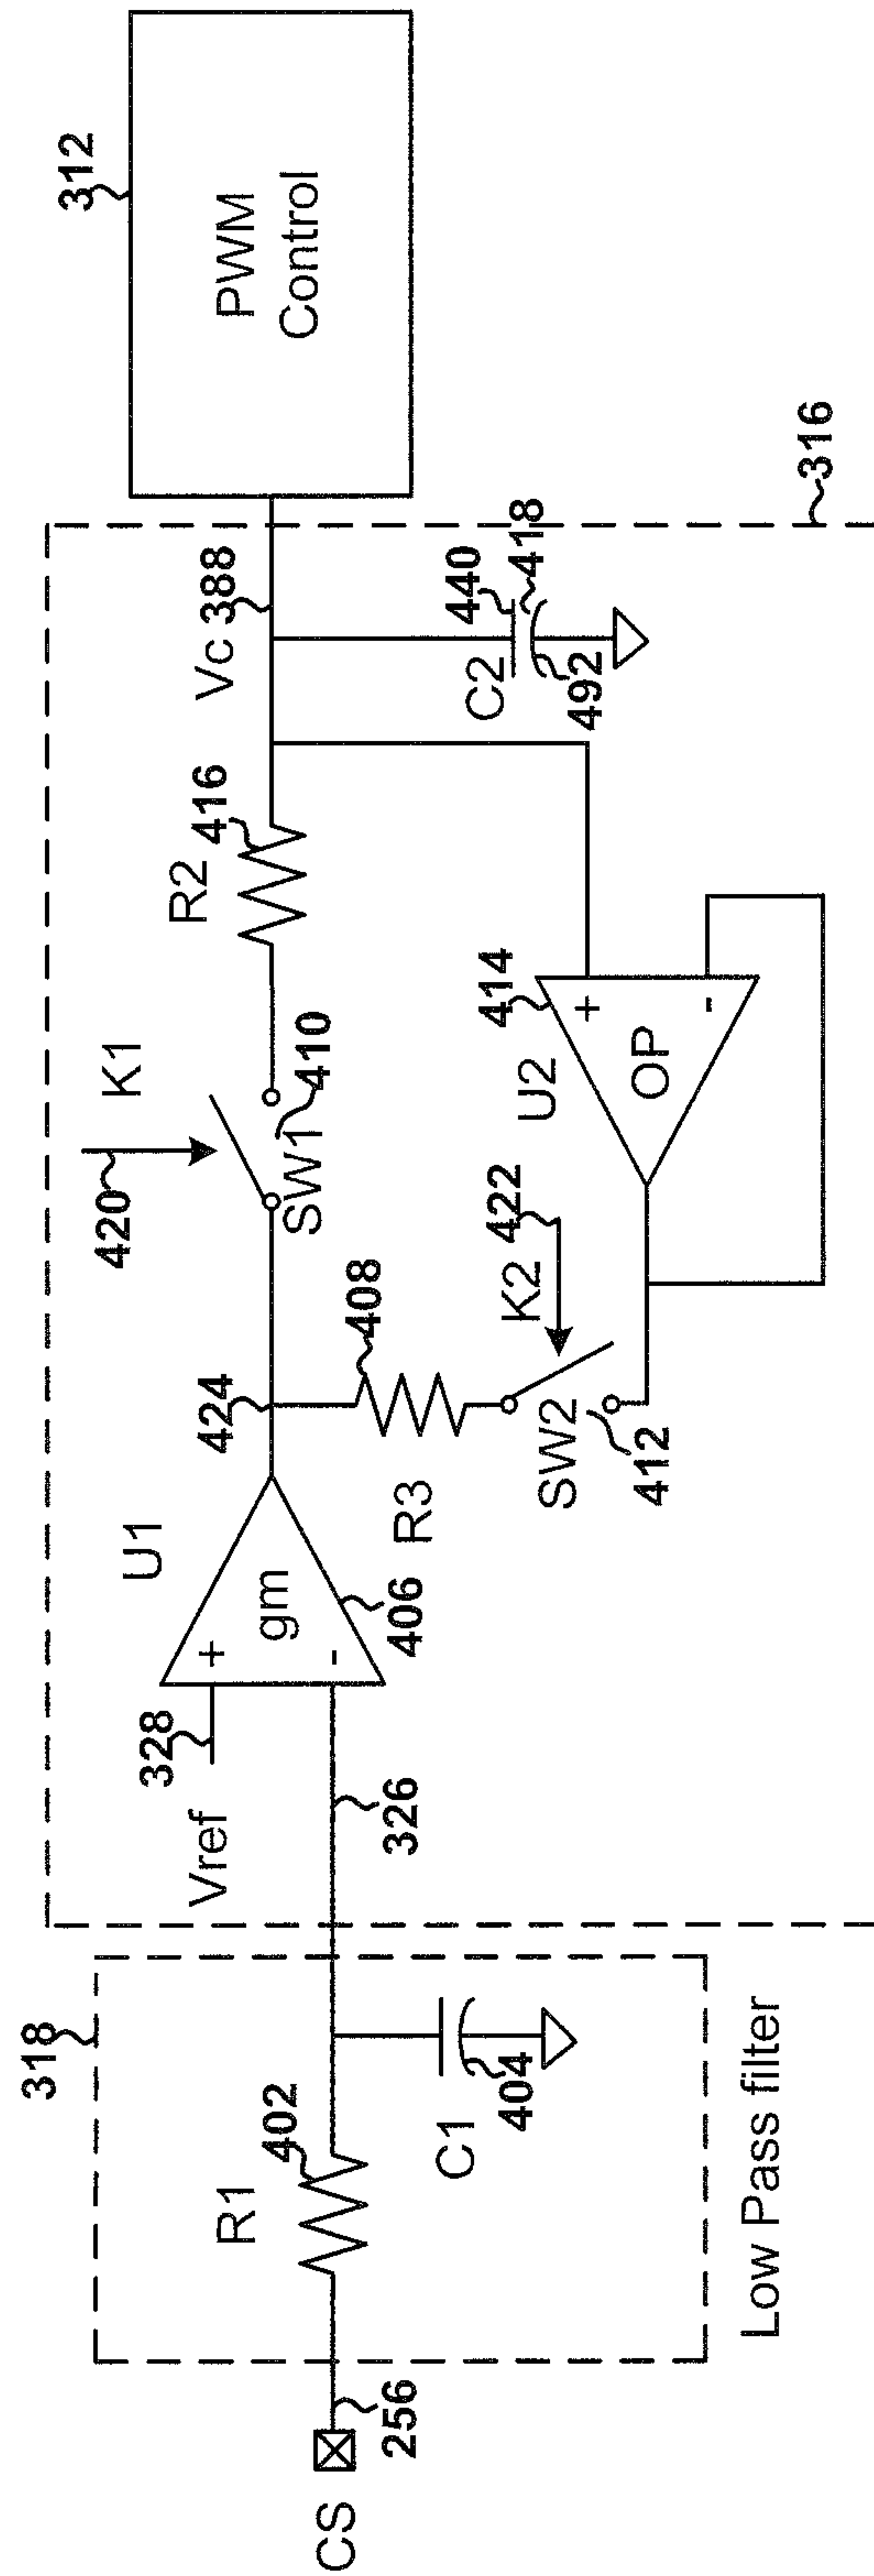 CS
256
318
R1
402
C1
404
Low Pass filter
326
Vref
328
U1
+
gm
-
406
424
R3
408
SW2
412
K2
422
420
K1
SW1
410
U2
414
+
OP
-
R2
416
Vc
388
C2
440
418
492
316
312
PWM
Control